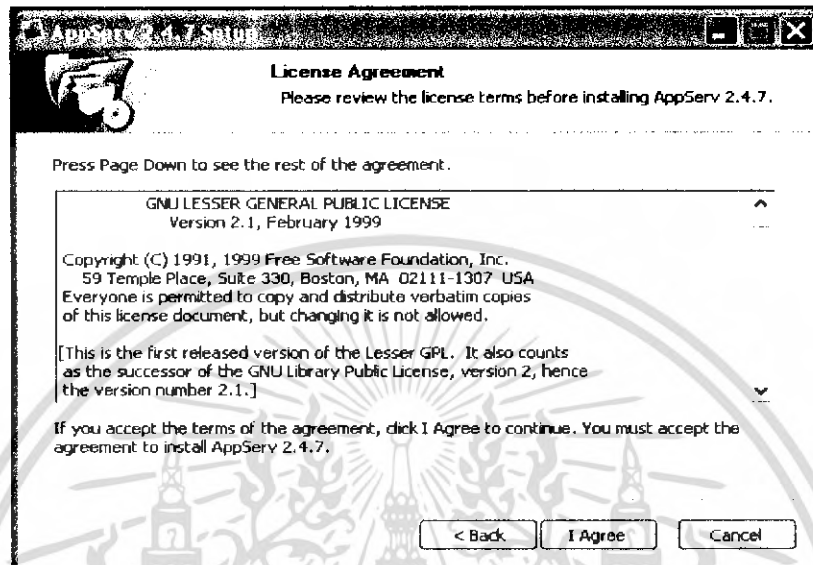 AppServ 2.4.7 Setup
License Agreement
Please review the license terms before installing AppServ 2.4.7.
Press Page Down to see the rest of the agreement.
GNU LESSER GENERAL PUBLIC LICENSE
Version 2.1, February 1999
Copyright (C) 1991, 1999 Free Software Foundation, Inc.
59 Temple Place, Suite 330, Boston, MA 02111-1307 USA
Everyone is permitted to copy and distribute verbatim copies
of this license document, but changing it is not allowed.
[This is the first released version of the Lesser GPL. It also counts
as the successor of the GNU Library Public License, version 2, hence
the version number 2.1.]
If you accept the terms of the agreement, click I Agree to continue. You must accept the
agreement to install AppServ 2.4.7.
< Back
I Agree
Cancel